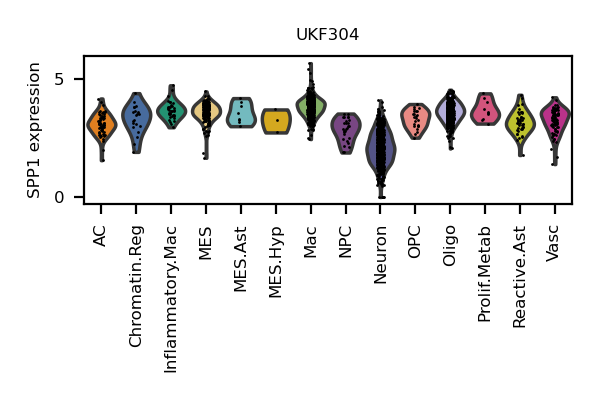 UKF304
SPP1 expression
5
0
AC
Chromatin.Reg
Inflammatory.Mac
MES
MES.Ast
MES.Hyp
Mac
NPC
Neuron
OPC
Oligo
Prolif.Metab
Reactive.Ast
Vasc